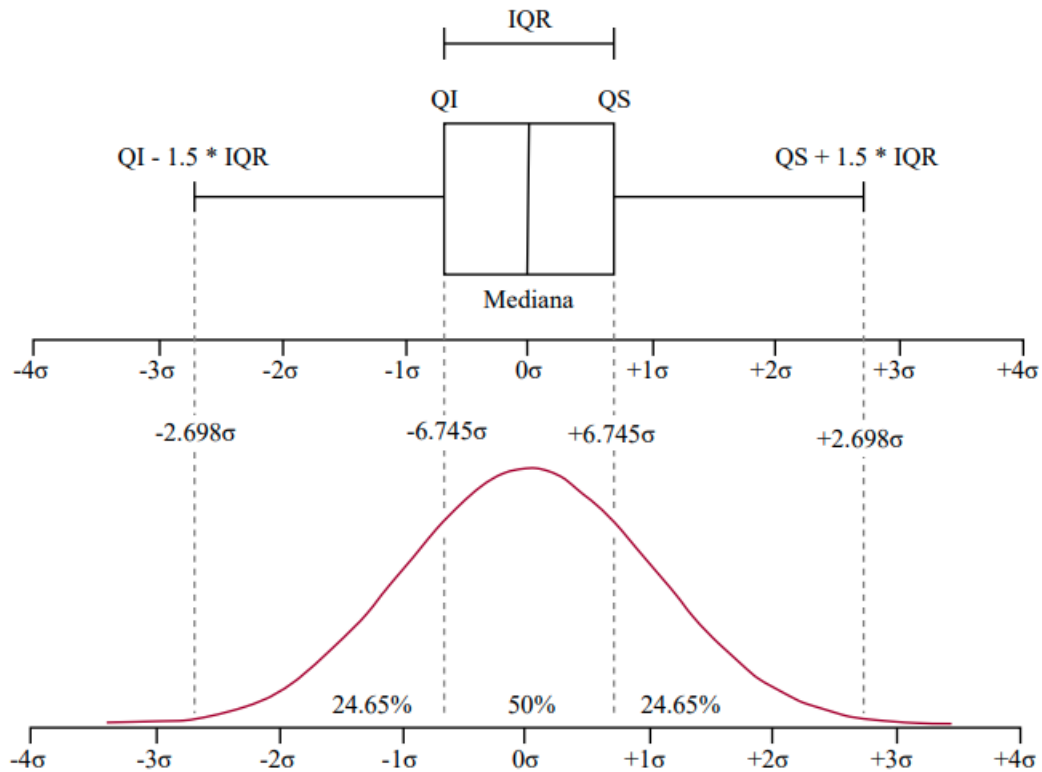 IQR
QI QS
QI - 1.5 * IQR QS + 1.5 * IQR
Mediana
-4σ -3σ -2σ -1σ 0σ +1σ +2σ +3σ +4σ
-2.698σ -6.745σ +6.745σ +2.698σ
24.65% 50% 24.65%
-4σ -3σ -2σ -1σ 0σ +1σ +2σ +3σ +4σ